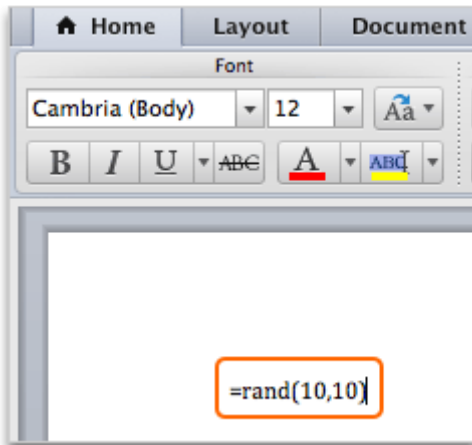 Home Layout Document
Font
Cambria (Body) 12 Aa
B I U ABC A ABC
=rand(10,10)